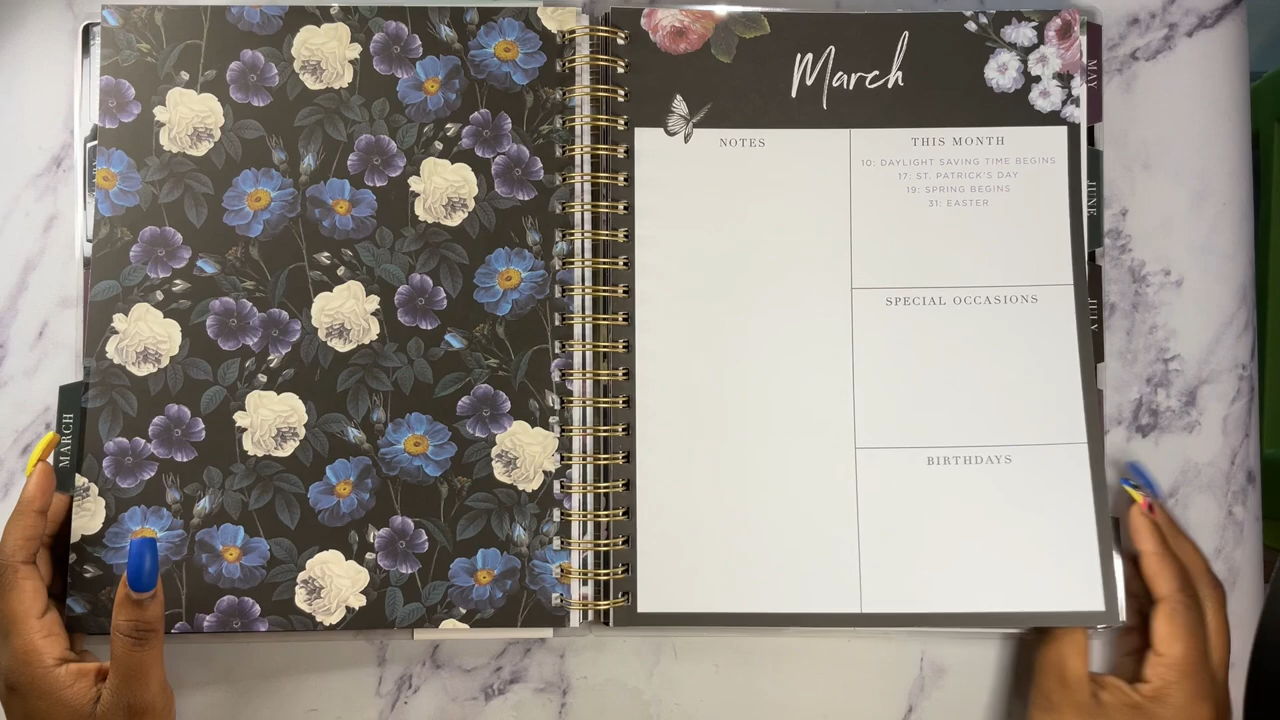 March
NOTES
THIS MONTH
10: DAYLIGHT SAVING TIME BEGINS
17: ST. PATRICK'S DAY
19: SPRING BEGINS
31: EASTER
SPECIAL OCCASIONS
BIRTHDAYS
MARCH
MAY
JUNE
JULY